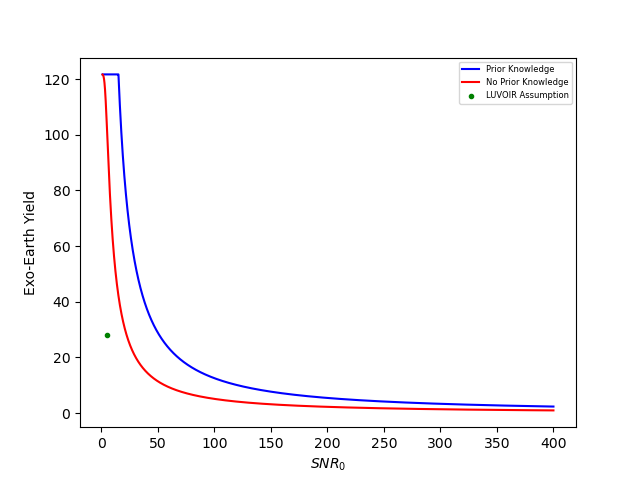 Prior Knowledge
No Prior Knowledge
LUVOIR Assumption
Exo-Earth Yield
120
100
80
60
40
20
0
0 50 100 150 200 250 300 350 400
SNR₀